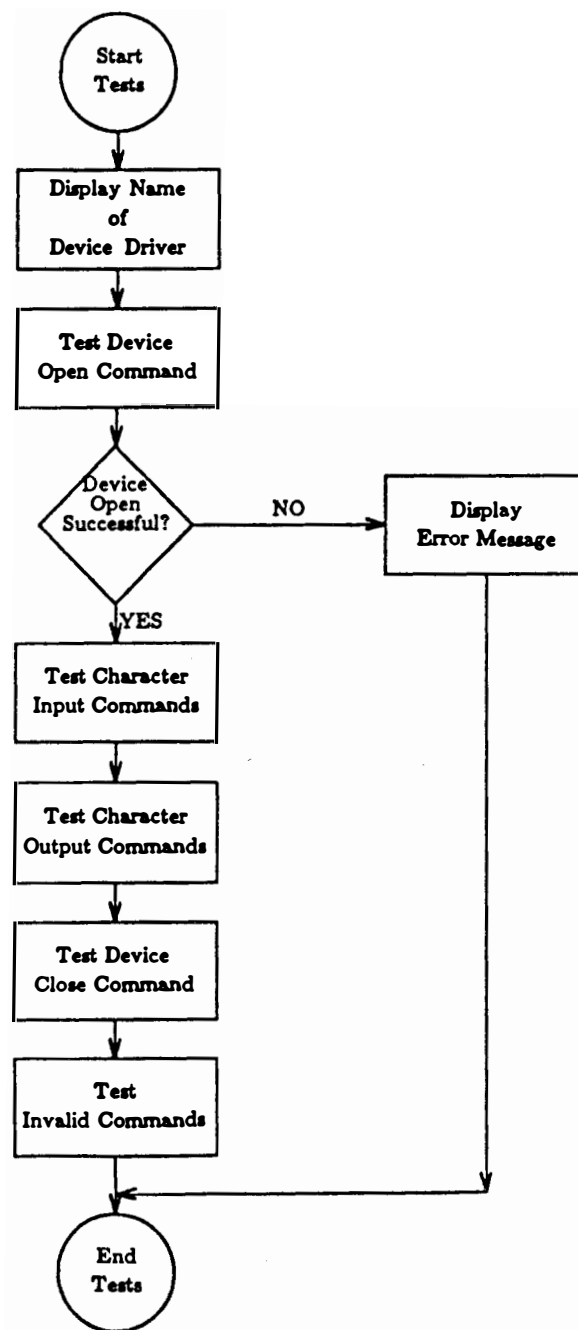 Start
Tests
Display Name
of
Device Driver
Test Device
Open Command
Device
Open
Successful?
NO
Display
Error Message
YES
Test Character
Input Commands
Test Character
Output Commands
Test Device
Close Command
Test
Invalid Commands
End
Tests